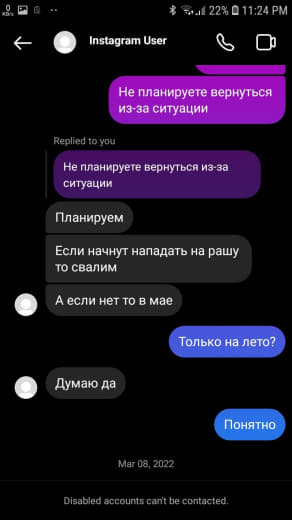 0
KB/s
22% 11:24 PM
Instagram User
Не планируете вернуться
из-за ситуации
Replied to you
Не планируете вернуться из-за
ситуации
Планируем
Если начнут нападать на рашу
то свалим
А если нет то в мае
Только на лето?
Думаю да
Понятно
Mar 08, 2022
Disabled accounts can't be contacted.